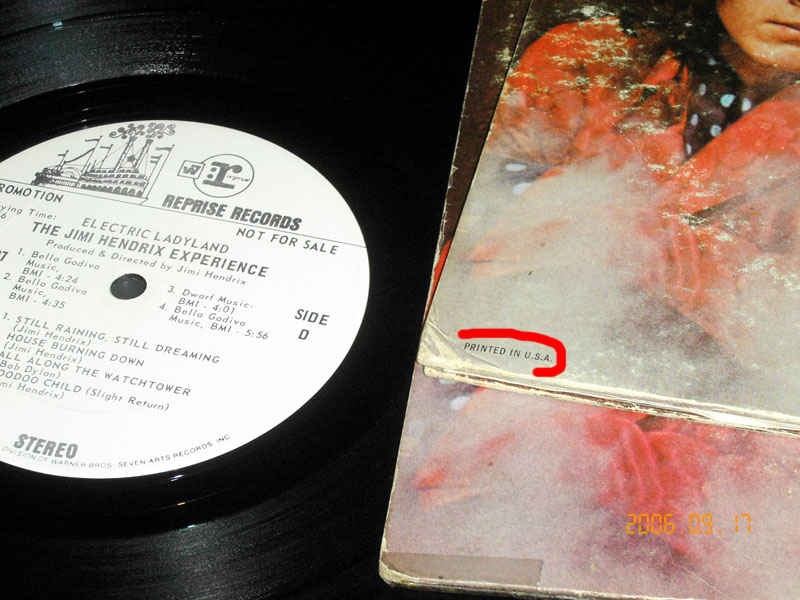 PROMOTION
ying Time:
W
r
reprise
REPRISE RECORDS
NOT FOR SALE
ELECTRIC LADYLAND
THE JIMI HENDRIX EXPERIENCE
Produced & Directed by Jimi Hendrix
1. Bella Godiva
Music,
BMI - 4:24
2. Bella Godiva
Music,
BMI - 4:35
3. Dwarf Music-
BMI - 4:01
4. Bella Godiva
Music, BMI - 5:56
SIDE
D
1. STILL RAINING, STILL DREAMING
(Jimi Hendrix)
HOUSE BURNING DOWN
(Jimi Hendrix)
ALL ALONG THE WATCHTOWER
Bob Dylan)
OODOO CHILD (Slight Return)
mi Hendrix)
STEREO
DIVISION OF WARNER BROS.-SEVEN ARTS RECORDS, INC
PRINTED IN U.S.A.
2006.09.17